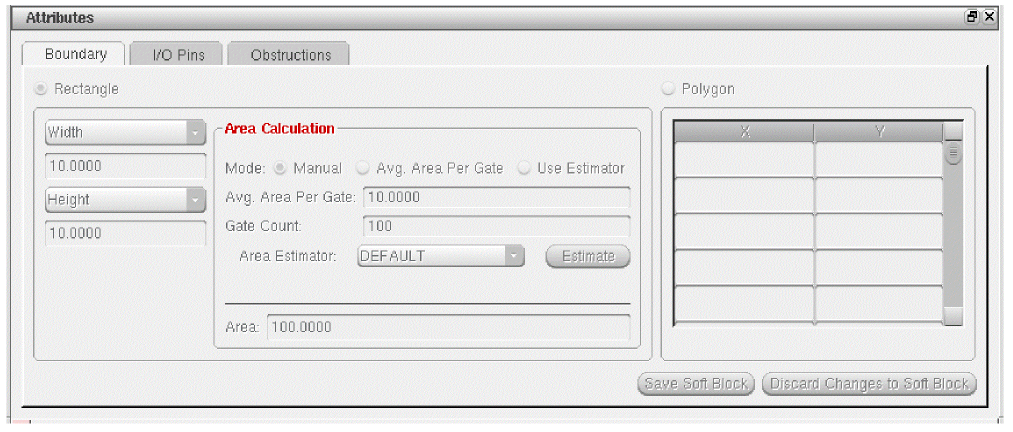 Attributes
Boundary I/O Pins Obstructions
Rectangle
Polygon
Width
10.0000
Height
10.0000
Area Calculation
Mode: Manual Avg. Area Per Gate Use Estimator
Avg. Area Per Gate: 10.0000
Gate Count: 100
Area Estimator: DEFAULT Estimate
Area: 100.0000
X Y
Save Soft Block Discard Changes to Soft Block